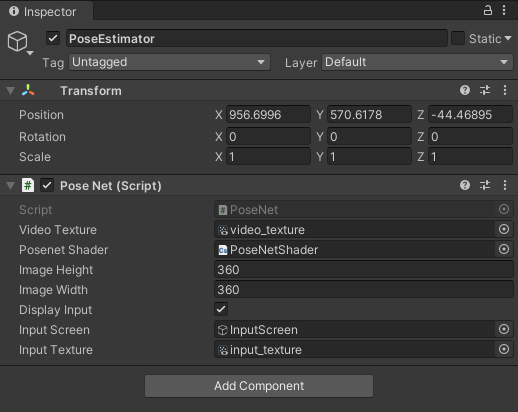 Inspector
PoseEstimator Static
Tag Untagged Layer Default
Transform
Position X 956.6996 Y 570.6178 Z -44.46895
Rotation X 0 Y 0 Z 0
Scale X 1 Y 1 Z 1
# Pose Net (Script)
Script # PoseNet
Video Texture video_texture
Posenet Shader PoseNetShader
Image Height 360
Image Width 360
Display Input
Input Screen InputScreen
Input Texture input_texture
Add Component